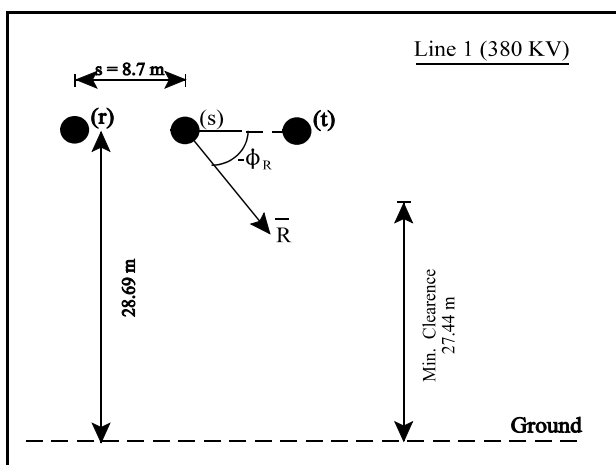 Line 1 (380 KV)
s = 8.7 m
(r)
(s)
(t)
-ϕR
R̅
28.69 m
Min. Clearence
27.44 m
Ground